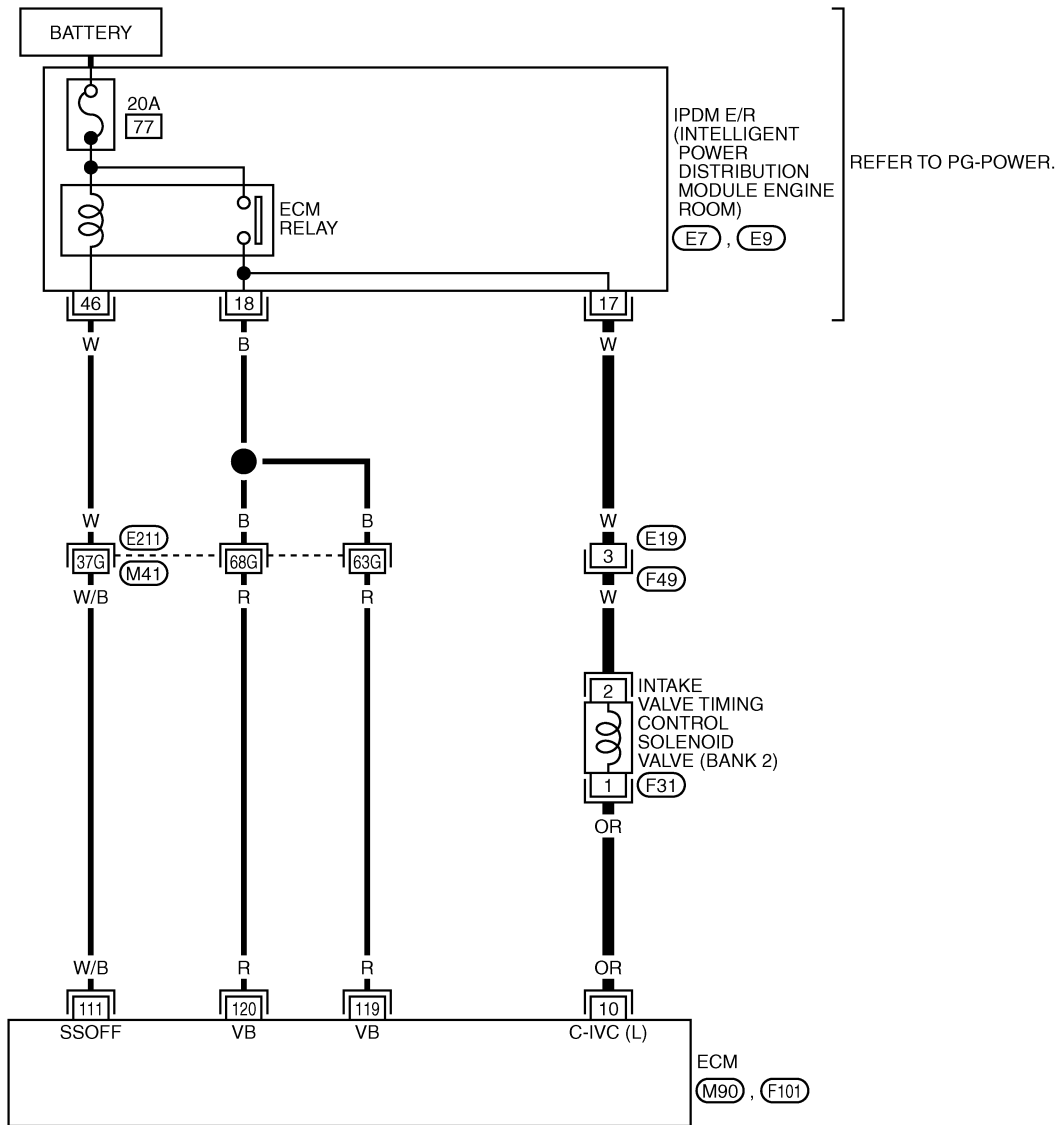 BATTERY
20A
77
ECM
RELAY
IPDM E/R
(INTELLIGENT
POWER
DISTRIBUTION
MODULE ENGINE
ROOM)
E7 , E9
REFER TO PG-POWER.
46 18 17
W B W
W B B W
E211
M41
37G 68G 63G
E19
3
F49
W/B R R W
2
INTAKE
VALVE TIMING
CONTROL
SOLENOID
VALVE (BANK 2)
1 F31
OR
W/B R R OR
111 120 119 10
SSOFF VB VB C-IVC (L)
ECM
M90 , F101